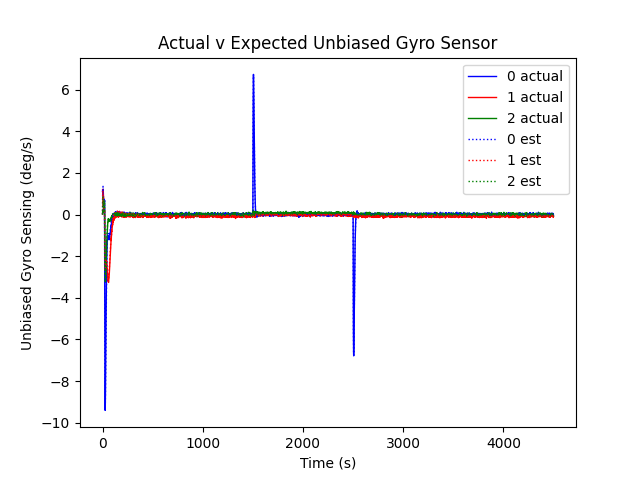 Actual v Expected Unbiased Gyro Sensor
Unbiased Gyro Sensing (deg/s)
6
4
2
0
−2
−4
−6
−8
−10
0 actual
1 actual
2 actual
0 est
1 est
2 est
0 1000 2000 3000 4000
Time (s)